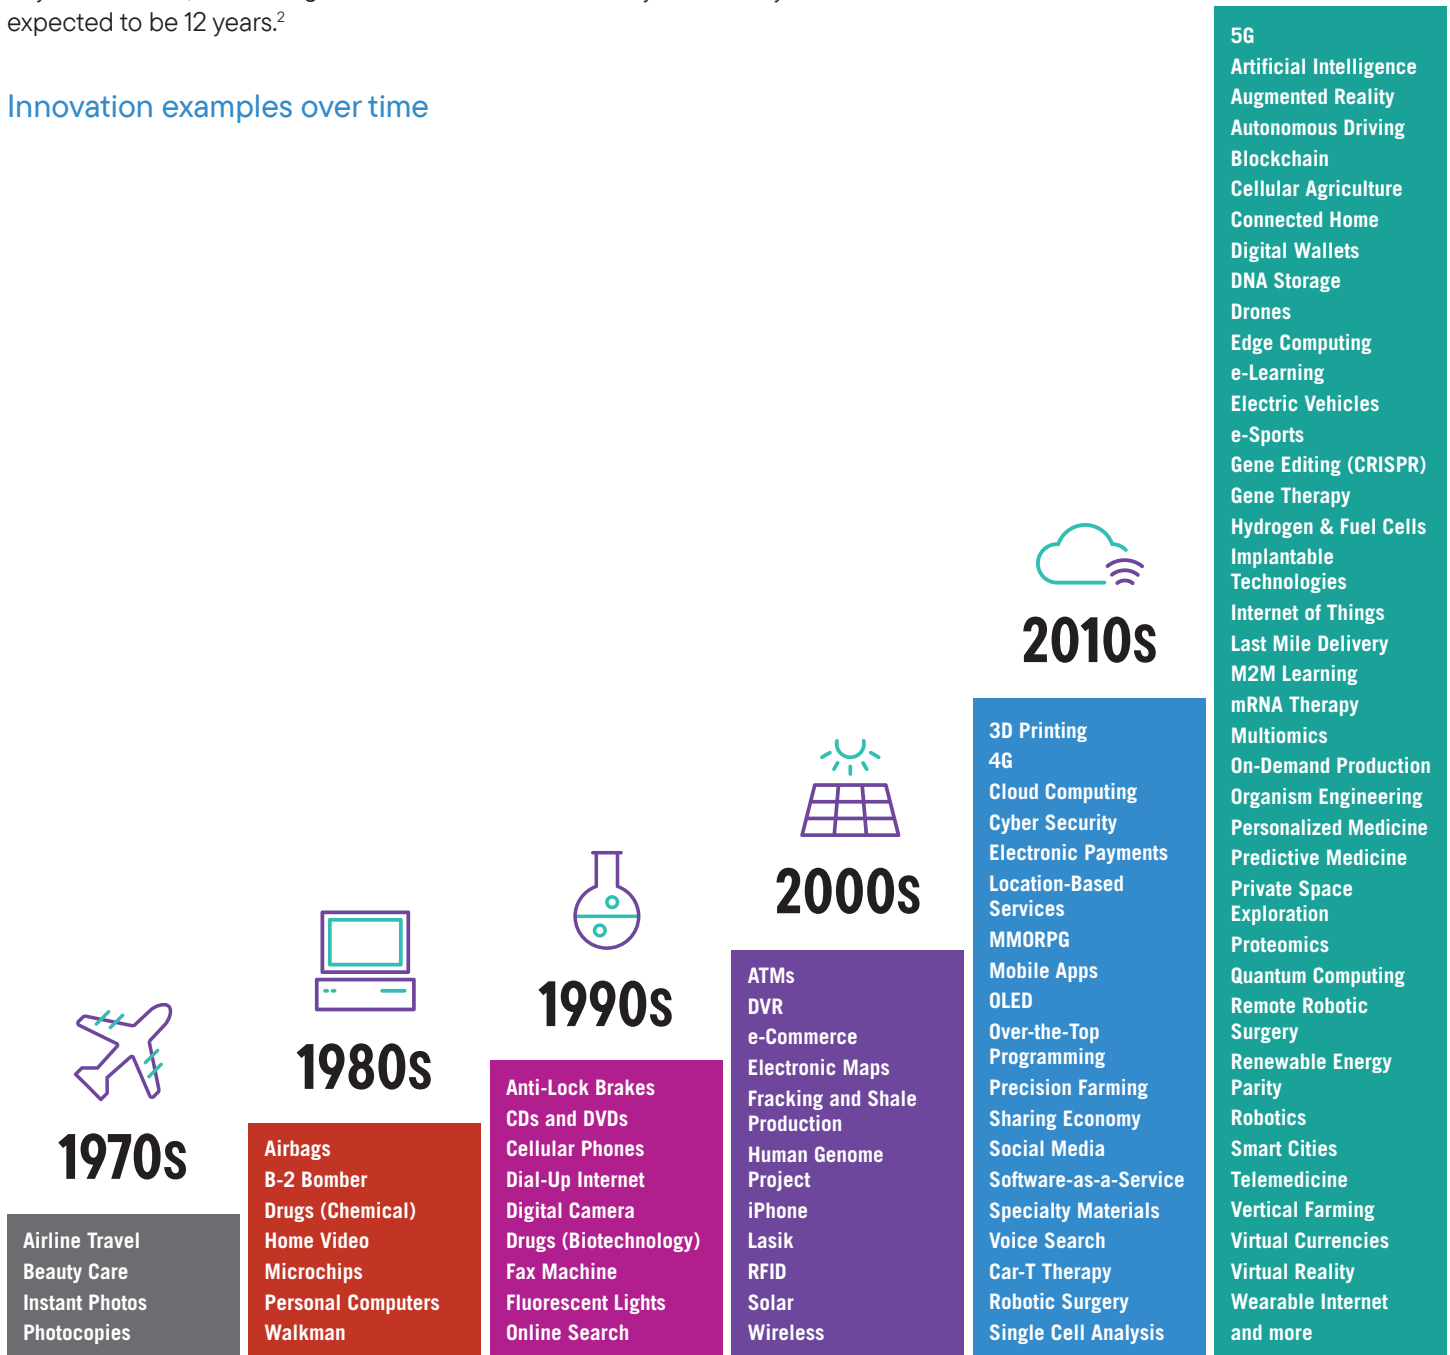 expected to be 12 years.2
Innovation examples over time
1970s
Airline Travel
Beauty Care
Instant Photos
Photocopies
1980s
Airbags
B-2 Bomber
Drugs (Chemical)
Home Video
Microchips
Personal Computers
Walkman
1990s
Anti-Lock Brakes
CDs and DVDs
Cellular Phones
Dial-Up Internet
Digital Camera
Drugs (Biotechnology)
Fax Machine
Fluorescent Lights
Online Search
2000s
ATMs
DVR
e-Commerce
Electronic Maps
Fracking and Shale
Production
Human Genome
Project
iPhone
Lasik
RFID
Solar
Wireless
2010s
3D Printing
4G
Cloud Computing
Cyber Security
Electronic Payments
Location-Based
Services
MMORPG
Mobile Apps
OLED
Over-the-Top
Programming
Precision Farming
Sharing Economy
Social Media
Software-as-a-Service
Specialty Materials
Voice Search
Car-T Therapy
Robotic Surgery
Single Cell Analysis
5G
Artificial Intelligence
Augmented Reality
Autonomous Driving
Blockchain
Cellular Agriculture
Connected Home
Digital Wallets
DNA Storage
Drones
Edge Computing
e-Learning
Electric Vehicles
e-Sports
Gene Editing (CRISPR)
Gene Therapy
Hydrogen & Fuel Cells
Implantable
Technologies
Internet of Things
Last Mile Delivery
M2M Learning
mRNA Therapy
Multiomics
On-Demand Production
Organism Engineering
Personalized Medicine
Predictive Medicine
Private Space
Exploration
Proteomics
Quantum Computing
Remote Robotic
Surgery
Renewable Energy
Parity
Robotics
Smart Cities
Telemedicine
Vertical Farming
Virtual Currencies
Virtual Reality
Wearable Internet
and more